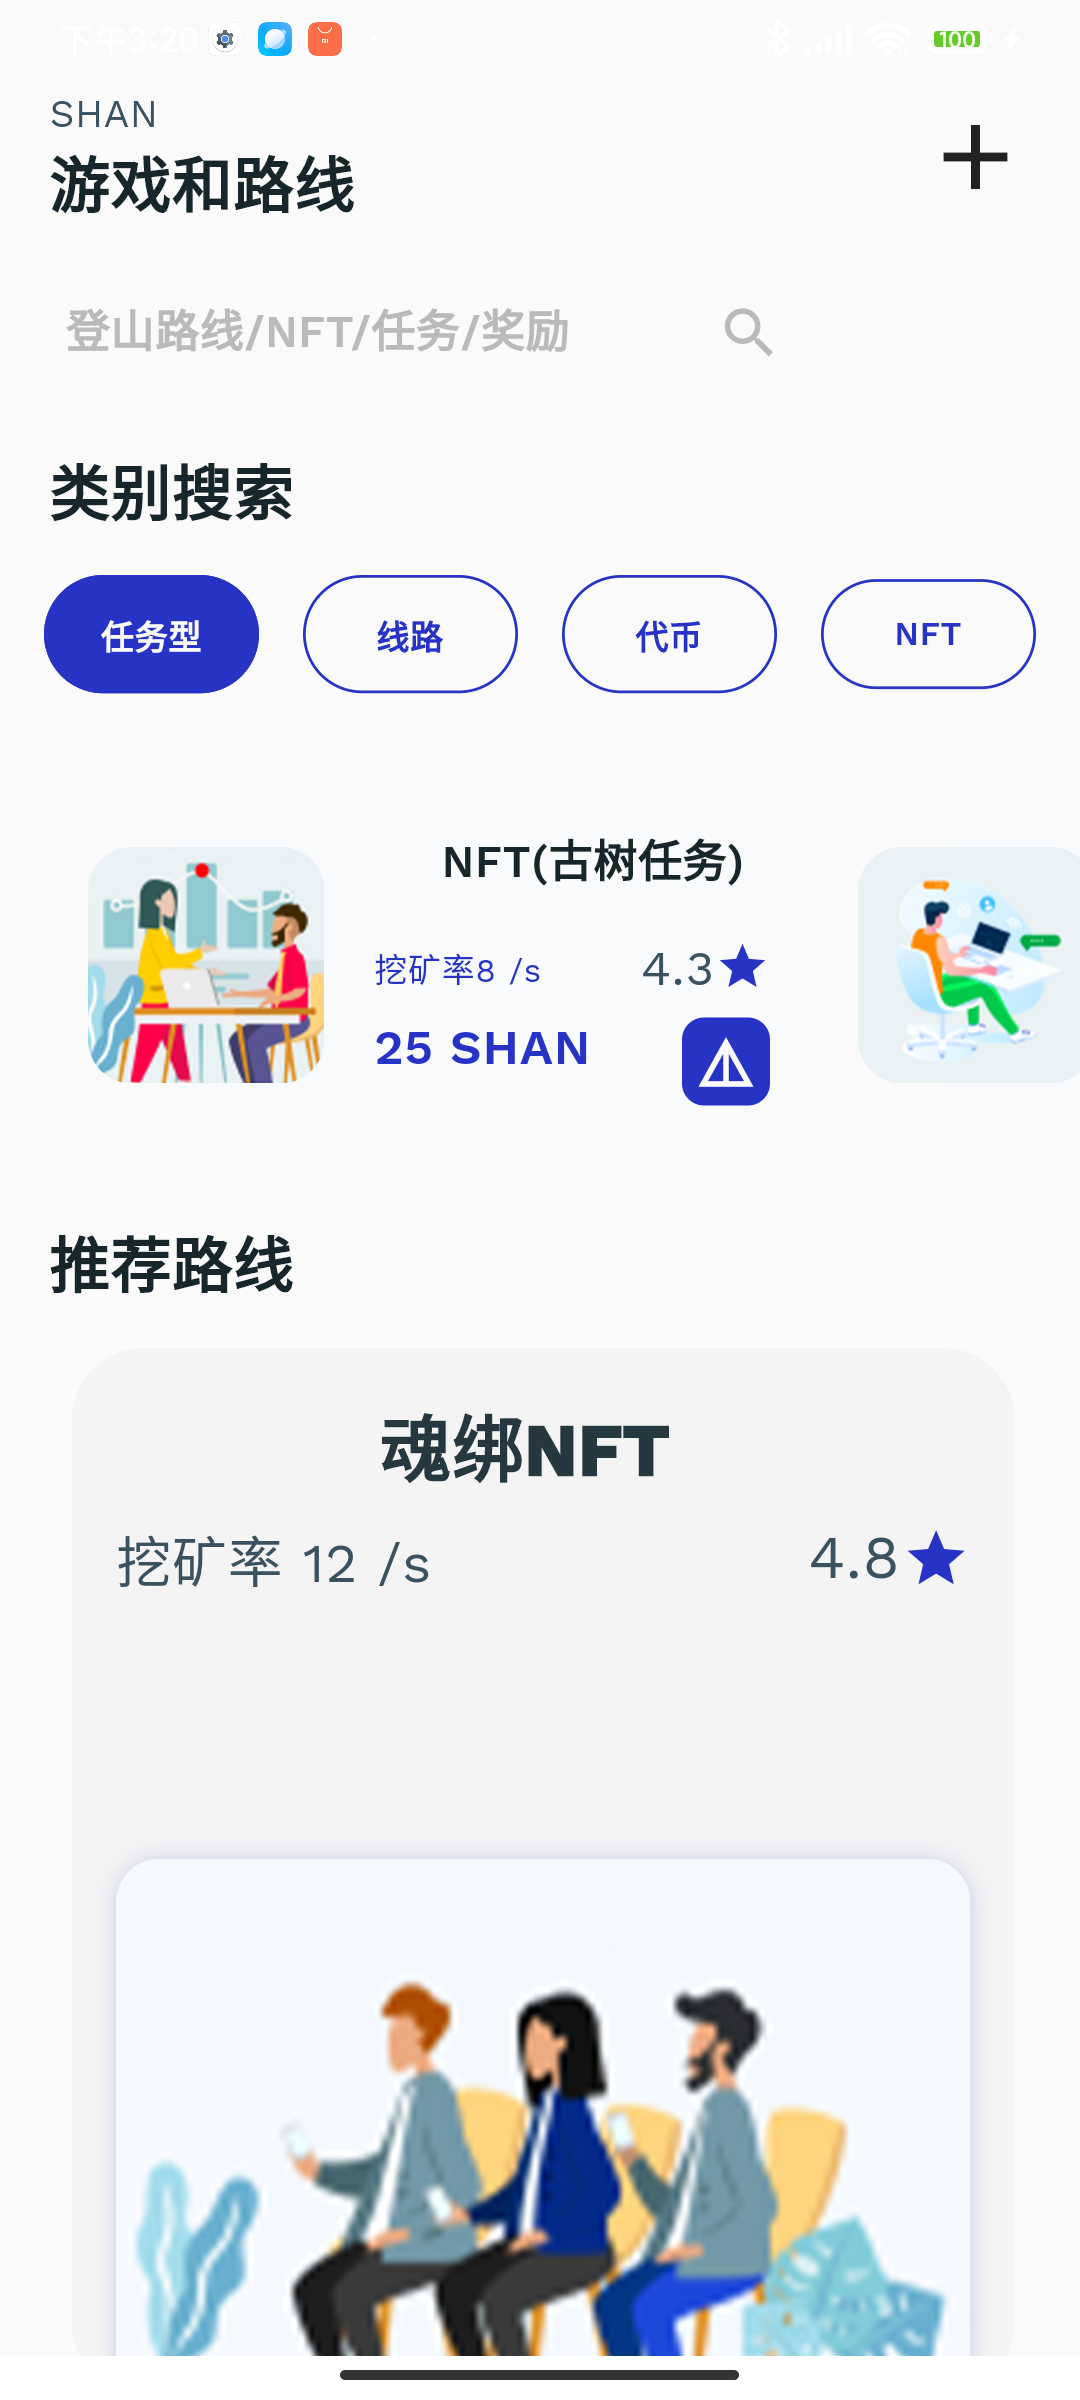 下午3:20
100
SHAN
游戏和路线
登山路线/NFT/任务/奖励
类别搜索
任务型
线路
代币
NFT
NFT(古树任务)
挖矿率8 /s
4.3
25 SHAN
推荐路线
魂绑NFT
挖矿率 12 /s
4.8